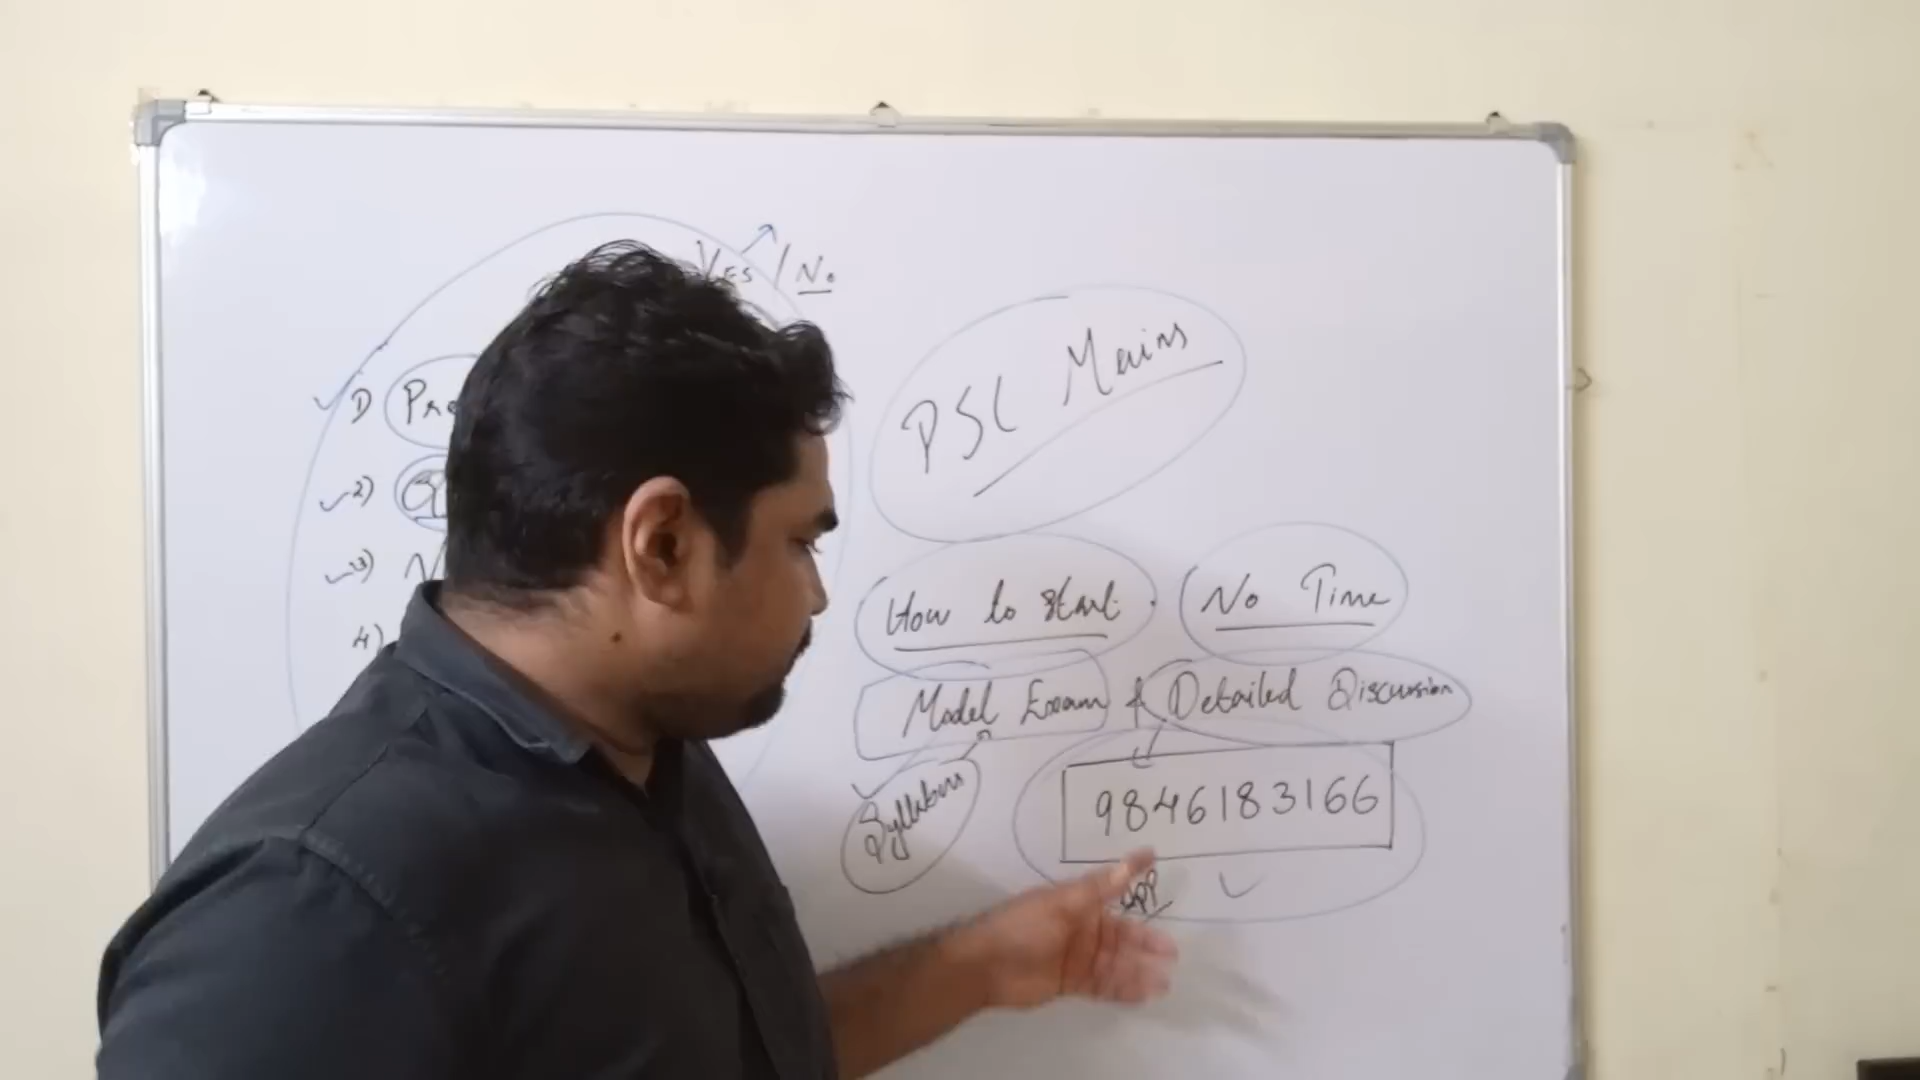 YES / No
1)
2)
3)
4)
PSC Mains
How to start.
No Time
Model Exam & Detailed Discussion
Syllabus
9846183166
APP